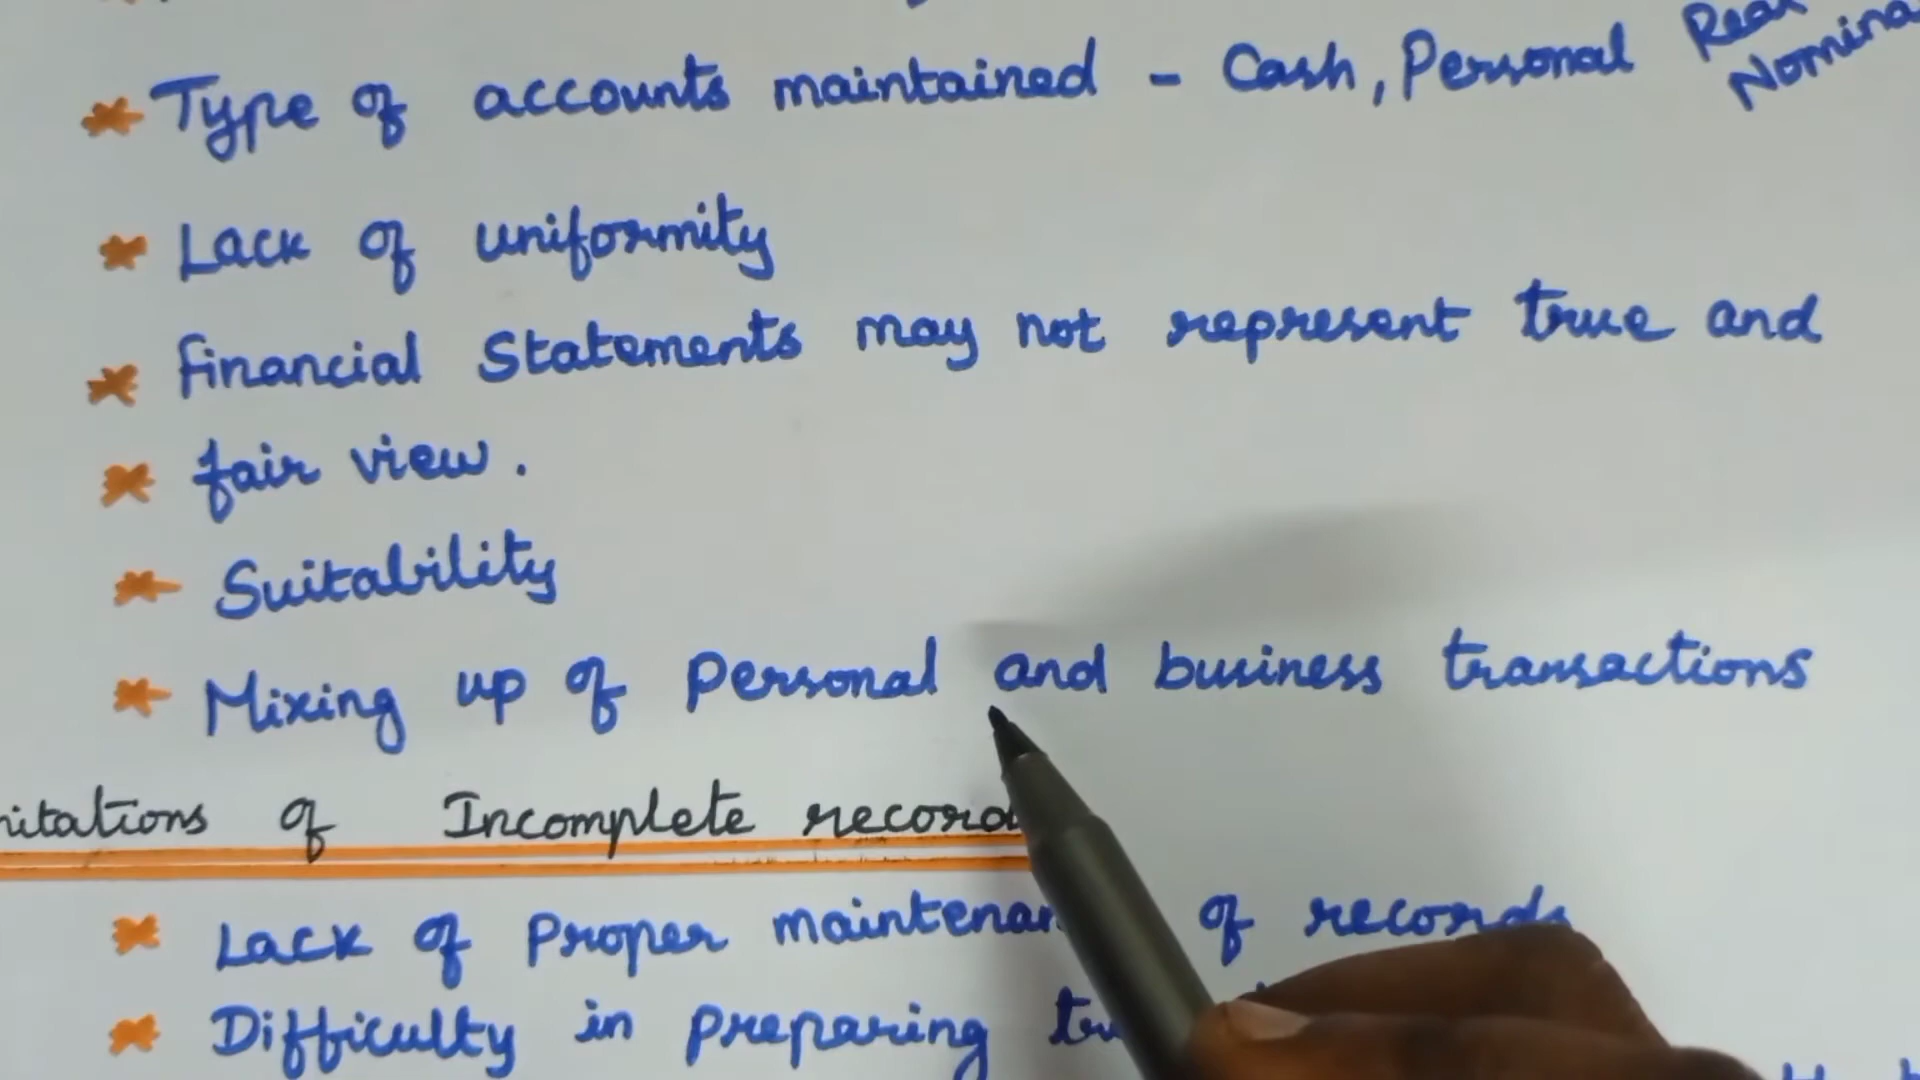 Type of accounts maintained - Cash, Personal Real
Nomina
Lack of uniformity
Financial Statements may not represent true and
fair view.
Suitability
Mixing up of Personal and business transactions
itations of Incomplete record
Lack of Proper maintenan of records
Difficulty in preparing